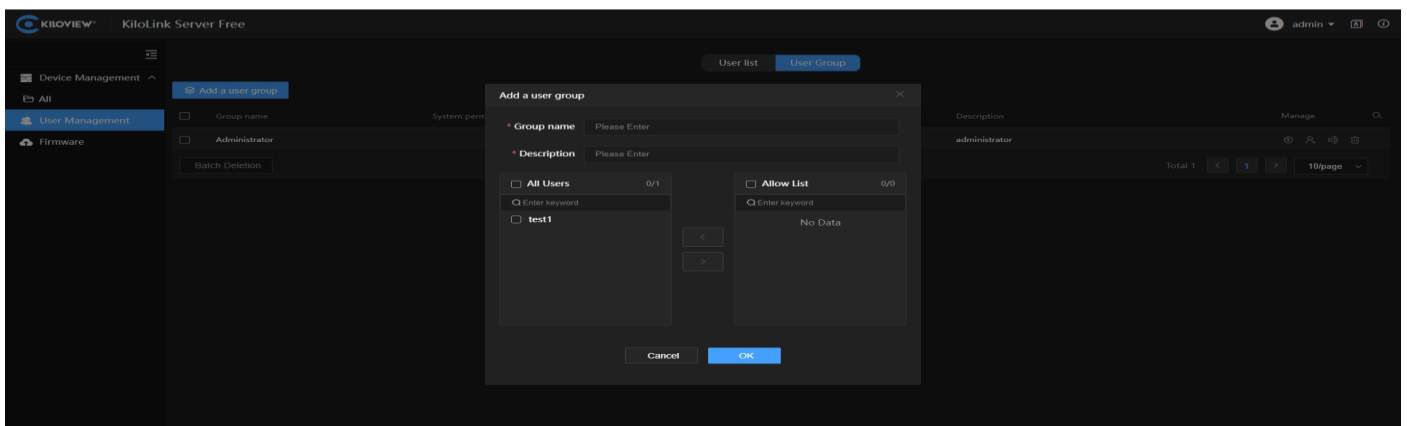 KILOVIEW KiloLink Server Free admin
User list User Group
Device Management
Add a user group
All
User Management
Firmware
Group name System perm Description Manage
Administrator administrator
Batch Deletion Total 1 < 1 > 10/page
Add a user group
* Group name Please Enter
* Description Please Enter
All Users 0/1 Allow List 0/0
Enter keyword Enter keyword
test1 No Data
<
>
Cancel OK